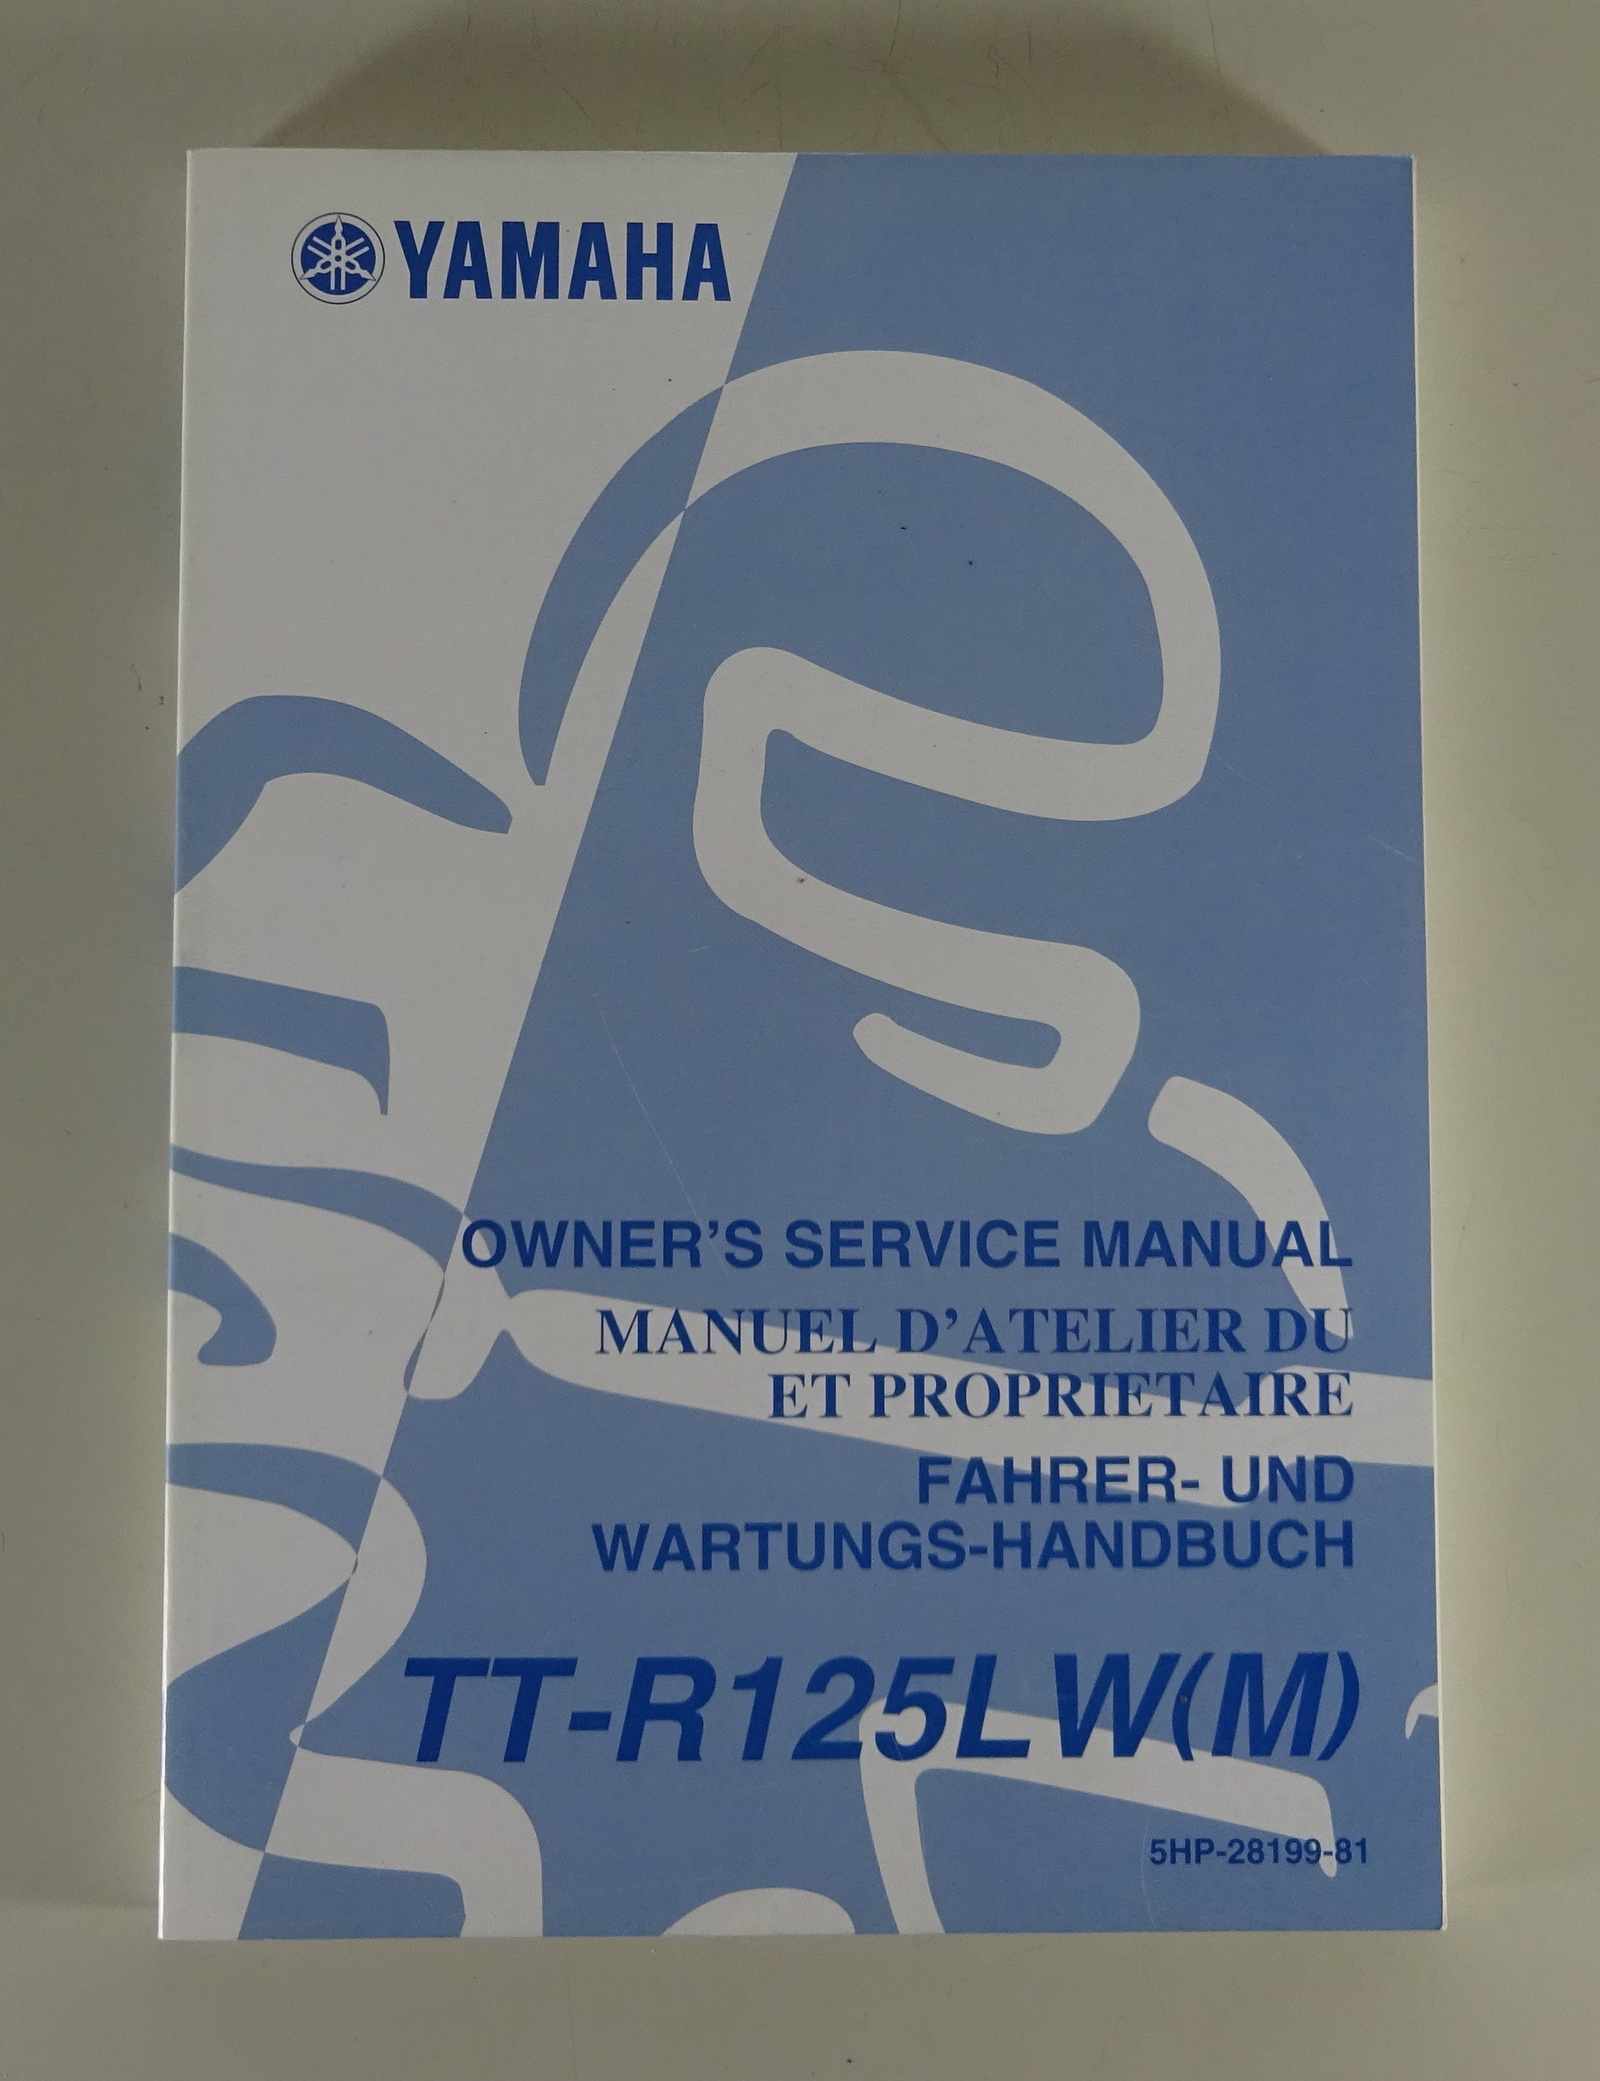 YAMAHA
OWNER'S SERVICE MANUAL
MANUEL D'ATELIER DU
ET PROPRIETAIRE
FAHRER- UND
WARTUNGS-HANDBUCH
TT-R125LW(M)
5HP-28199-81